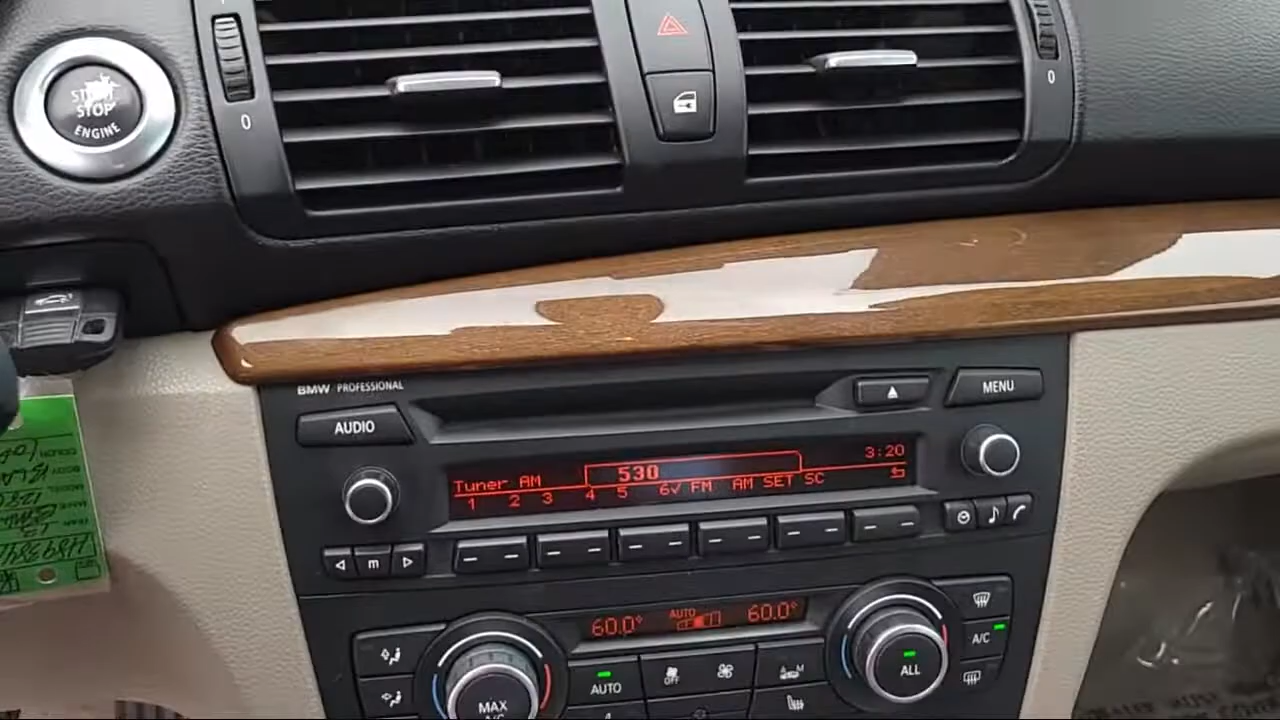 START
STOP
ENGINE
0
0
BMW PROFESSIONAL
AUDIO
MENU
Tuner AM
530
3:20
1 2 3 4 5 6√ FM AM SET SC
m
60.0°
AUTO
60.0°
AUTO
OFF
M
ALL
A/C
MAX
A/C